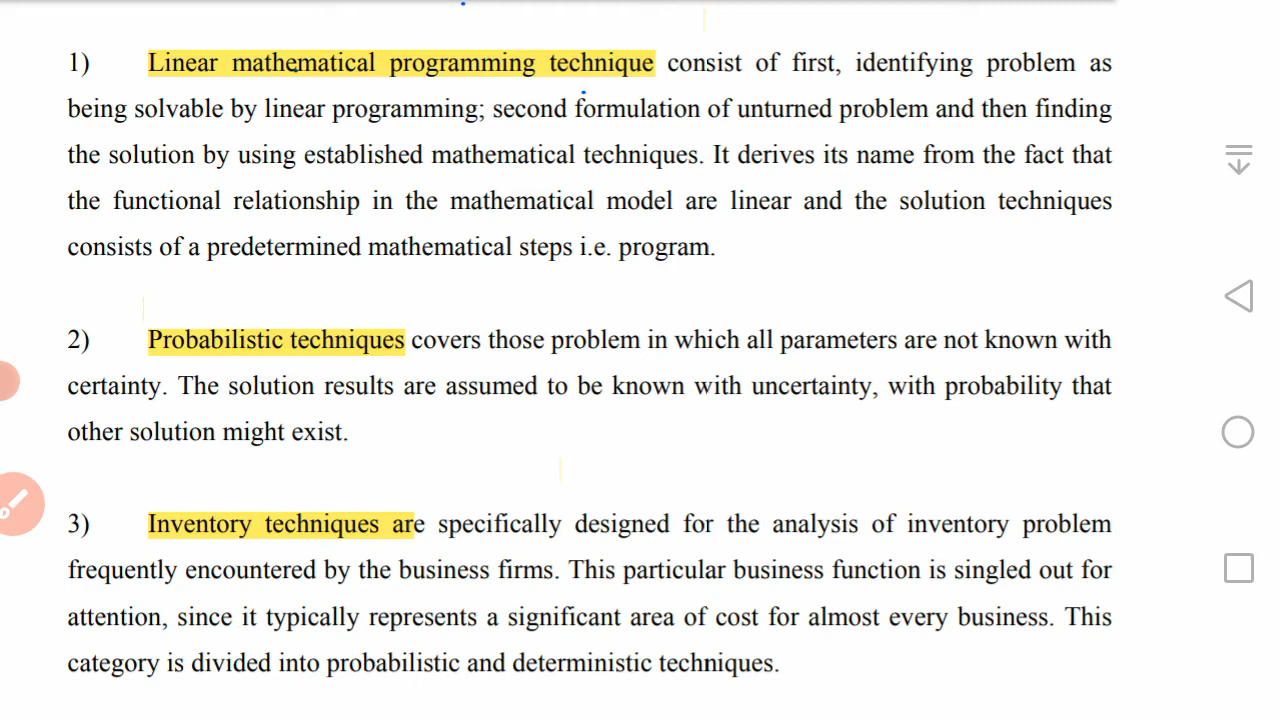 1) Linear mathematical programming technique consist of first, identifying problem as
being solvable by linear programming; second formulation of unturned problem and then finding
the solution by using established mathematical techniques. It derives its name from the fact that
the functional relationship in the mathematical model are linear and the solution techniques
consists of a predetermined mathematical steps i.e. program.
2) Probabilistic techniques covers those problem in which all parameters are not known with
certainty. The solution results are assumed to be known with uncertainty, with probability that
other solution might exist.
3) Inventory techniques are specifically designed for the analysis of inventory problem
frequently encountered by the business firms. This particular business function is singled out for
attention, since it typically represents a significant area of cost for almost every business. This
category is divided into probabilistic and deterministic techniques.